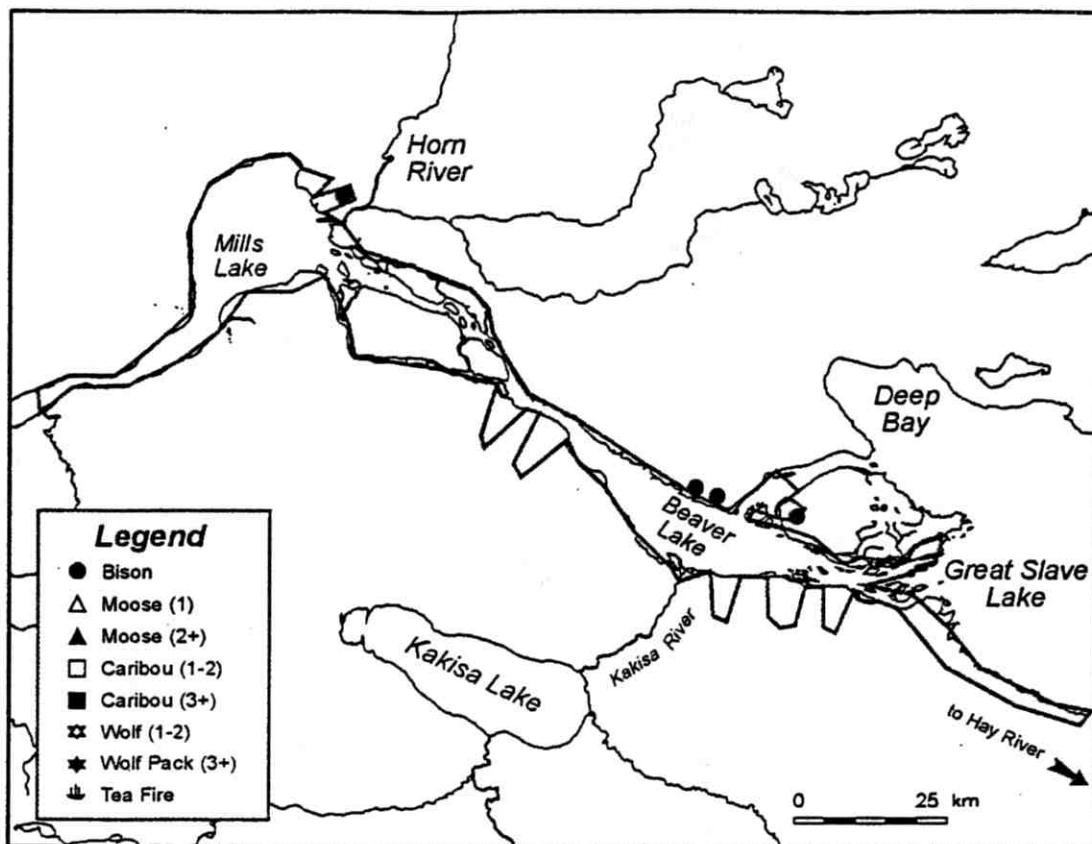 Horn
River
Mills
Lake
Deep
Bay
Beaver
Lake
Great Slave
Lake
Kakisa Lake
Kakisa River
to Hay River
0 25 km
Legend
Bison
Moose (1)
Moose (2+)
Caribou (1-2)
Caribou (3+)
Wolf (1-2)
Wolf Pack (3+)
Tea Fire